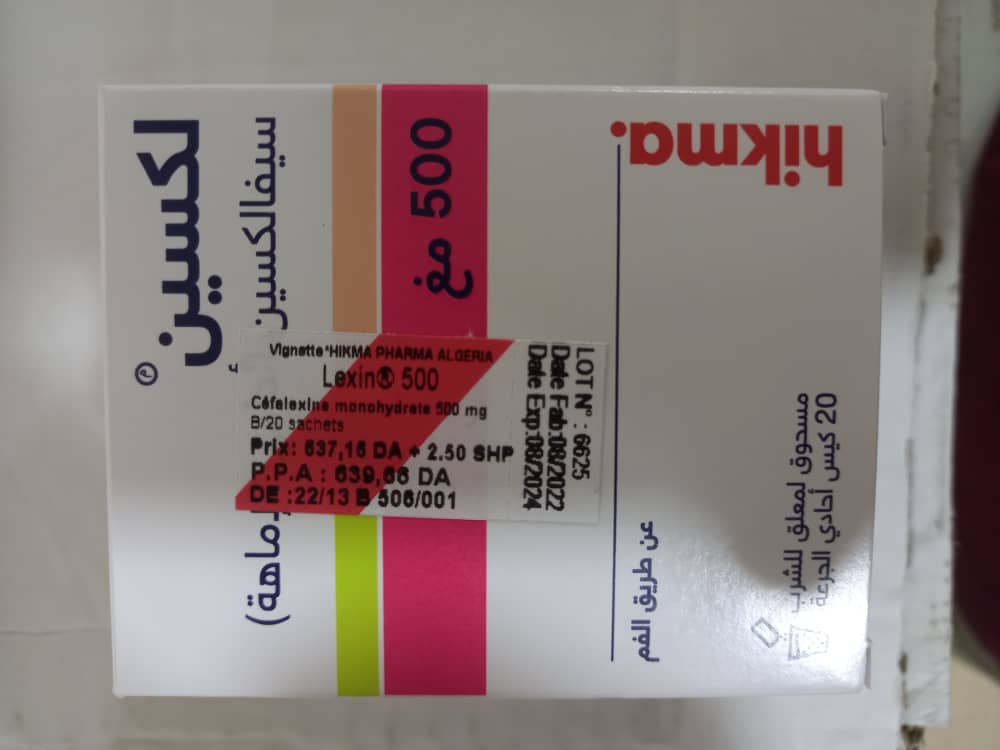 لكسين
م
سيفالكسين
ماهة)
500 مغ
hikma.
عن طريق الفم
مسحوق لمعلق للشرب
20 كيس أحادي الجرعة
Vignette HIKMA PHARMA ALGERIA
Lexin® 500
Céfalexine monohydrate 500 mg
B/20 sachets
Prix: 637,16 DA + 2.50 SHP
P.P.A : 639,66 DA
DE :22/13 B 506/001
LOT N° : 6625
Date Fab:08/2022
Date Exp:08/2024